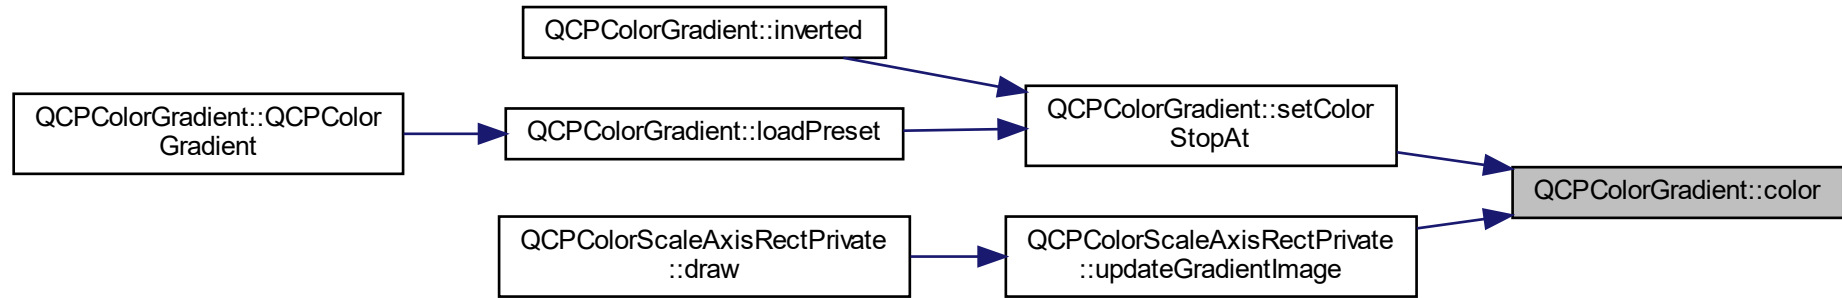 QCPColorGradient::inverted
QCPColorGradient::QCPColor
Gradient
QCPColorGradient::loadPreset
QCPColorGradient::setColor
StopAt
QCPColorGradient::color
QCPColorScaleAxisRectPrivate
::draw
QCPColorScaleAxisRectPrivate
::updateGradientImage